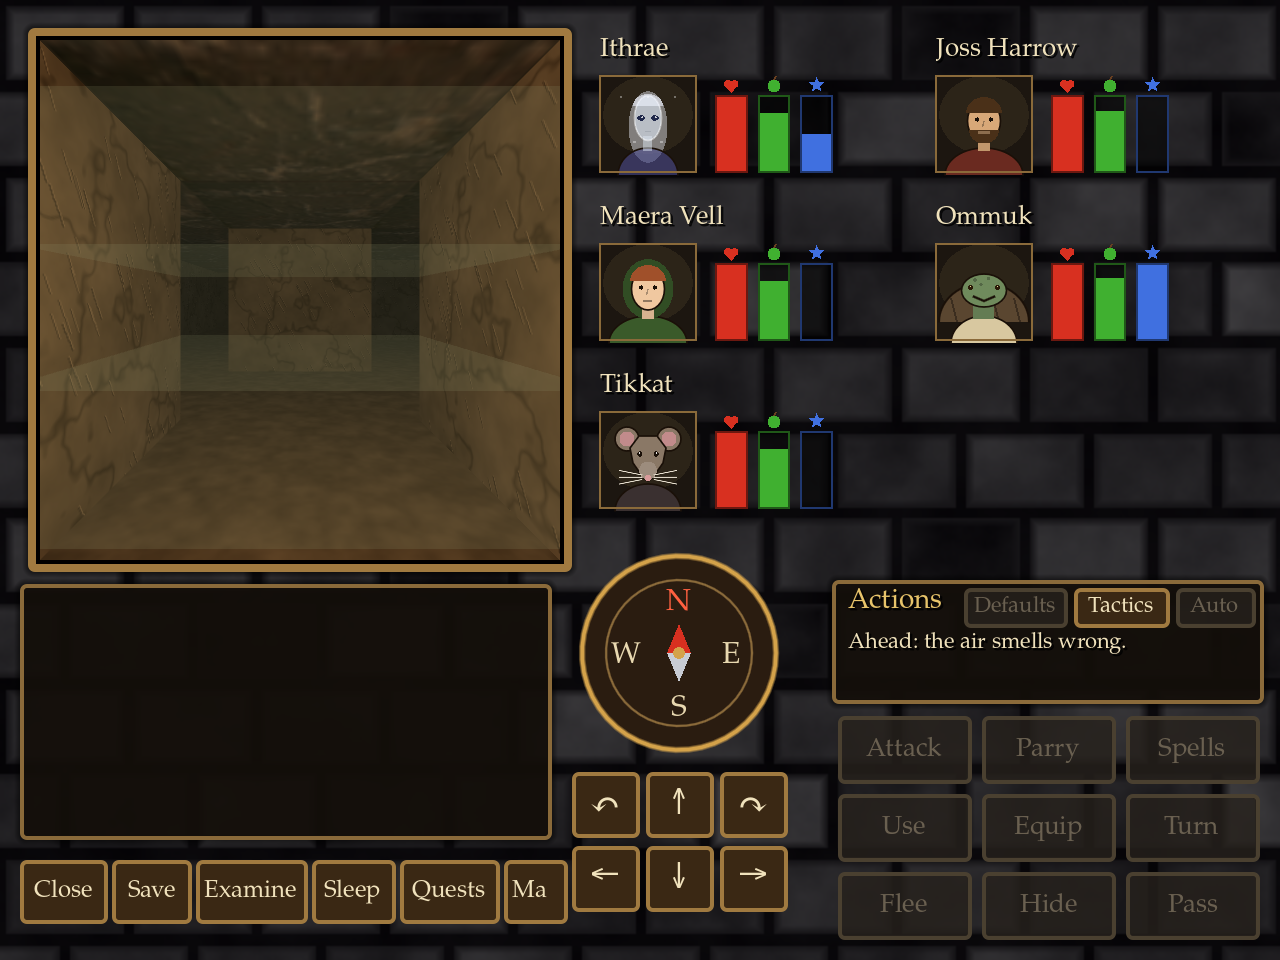 Ithrae
Joss Harrow
Maera Vell
Ommuk
Tikkat
N
W
E
S
Actions
Defaults
Tactics
Auto
Ahead: the air smells wrong.
Attack
Parry
Spells
Use
Equip
Turn
Flee
Hide
Pass
Close
Save
Examine
Sleep
Quests
Ma